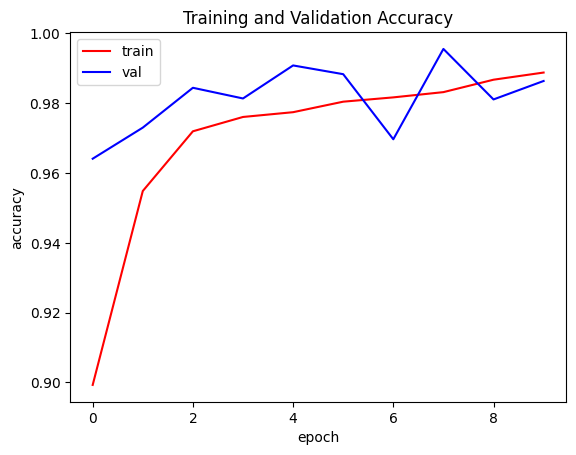 Training and Validation Accuracy
train
val
1.00
0.98
0.96
0.94
0.92
0.90
accuracy
0 2 4 6 8
epoch